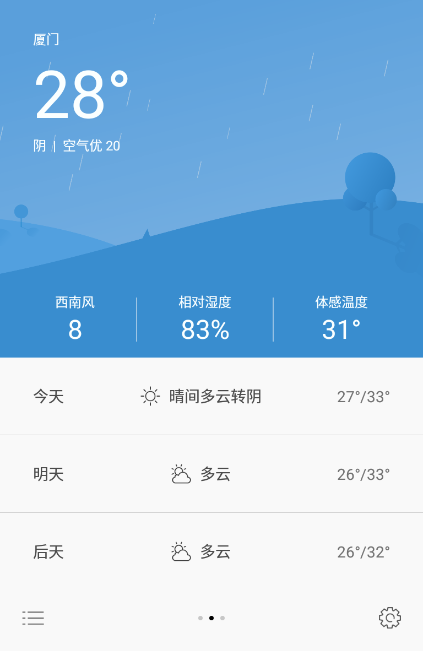 厦门
28°
阴 | 空气优 20
西南风 相对湿度 体感温度
8 83% 31°
今天 晴间多云转阴 27°/33°
明天 多云 26°/33°
后天 多云 26°/32°